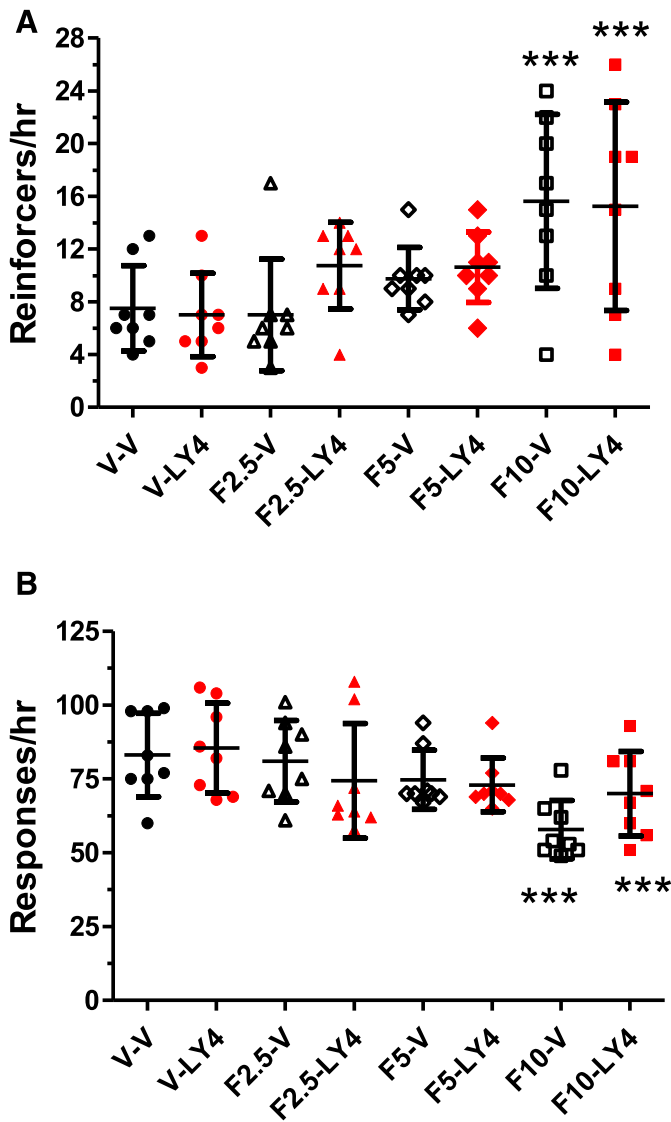 A
***
***
28
24
20
16
12
8
4
0
Reinforcers/hr
V-V
V-LY4
F2.5-V
F2.5-LY4
F5-V
F5-LY4
F10-V
F10-LY4
B
125
100
75
50
25
0
Responses/hr
***
***
V-V
V-LY4
F2.5-V
F2.5-LY4
F5-V
F5-LY4
F10-V
F10-LY4